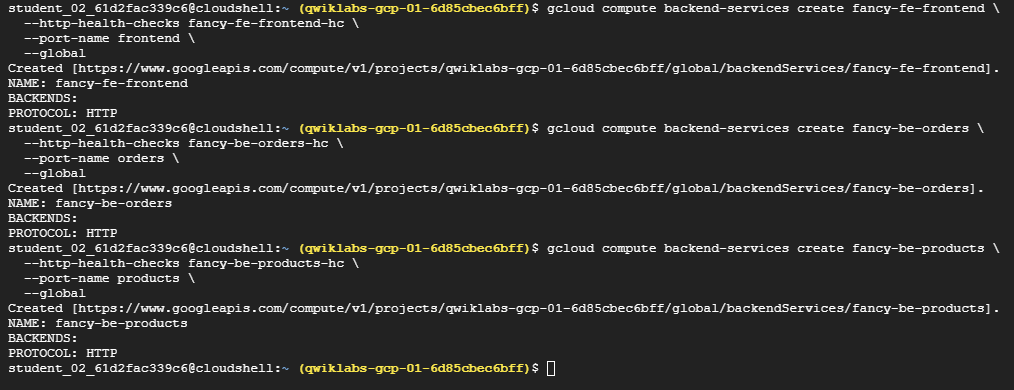 student_02_61d2fac339c6@cloudshell:~ (qwiklabs-gcp-01-6d85cbec6bff)$ gcloud compute backend-services create fancy-fe-frontend \
  --http-health-checks fancy-fe-frontend-hc \
  --port-name frontend \
  --global
Created [https://www.googleapis.com/compute/v1/projects/qwiklabs-gcp-01-6d85cbec6bff/global/backendServices/fancy-fe-frontend].
NAME: fancy-fe-frontend
BACKENDS:
PROTOCOL: HTTP
student_02_61d2fac339c6@cloudshell:~ (qwiklabs-gcp-01-6d85cbec6bff)$ gcloud compute backend-services create fancy-be-orders \
  --http-health-checks fancy-be-orders-hc \
  --port-name orders \
  --global
Created [https://www.googleapis.com/compute/v1/projects/qwiklabs-gcp-01-6d85cbec6bff/global/backendServices/fancy-be-orders].
NAME: fancy-be-orders
BACKENDS:
PROTOCOL: HTTP
student_02_61d2fac339c6@cloudshell:~ (qwiklabs-gcp-01-6d85cbec6bff)$ gcloud compute backend-services create fancy-be-products \
  --http-health-checks fancy-be-products-hc \
  --port-name products \
  --global
Created [https://www.googleapis.com/compute/v1/projects/qwiklabs-gcp-01-6d85cbec6bff/global/backendServices/fancy-be-products].
NAME: fancy-be-products
BACKENDS:
PROTOCOL: HTTP
student_02_61d2fac339c6@cloudshell:~ (qwiklabs-gcp-01-6d85cbec6bff)$